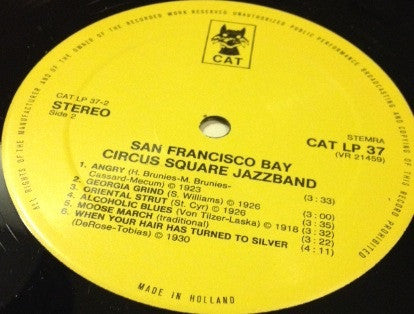 ALL RIGHTS OF THE MANUFACTURER AND OF THE OWNER OF THE RECORDED WORK RESERVED UNAUTHORIZED PUBLIC PERFORMANCE BROADCASTING AND COPYING OF THIS RECORD PROHIBITED
CAT
CAT.LP 37-2
STEREO
Side 2
STEMRA
CAT LP 37
(VR 21459)
SAN FRANCISCO BAY
CIRCUS SQUARE JAZZBAND
1. ANGRY (H. Brunies-M. Brunies-
Cassard-Mecum) © 1923 (3:33)
2. GEORGIA GRIND (S. Williams) © 1926 (3:00)
3. ORIENTAL STRUT (St. Cyr) © 1926 (3:35)
4. ALCOHOLIC BLUES (Von Tilzer-Laska) © 1918 (3:32)
5. MOOSE MARCH (traditional) (3:22)
6. WHEN YOUR HAIR HAS TURNED TO SILVER (4:11)
(DeRose-Tobias) © 1930
MADE IN HOLLAND